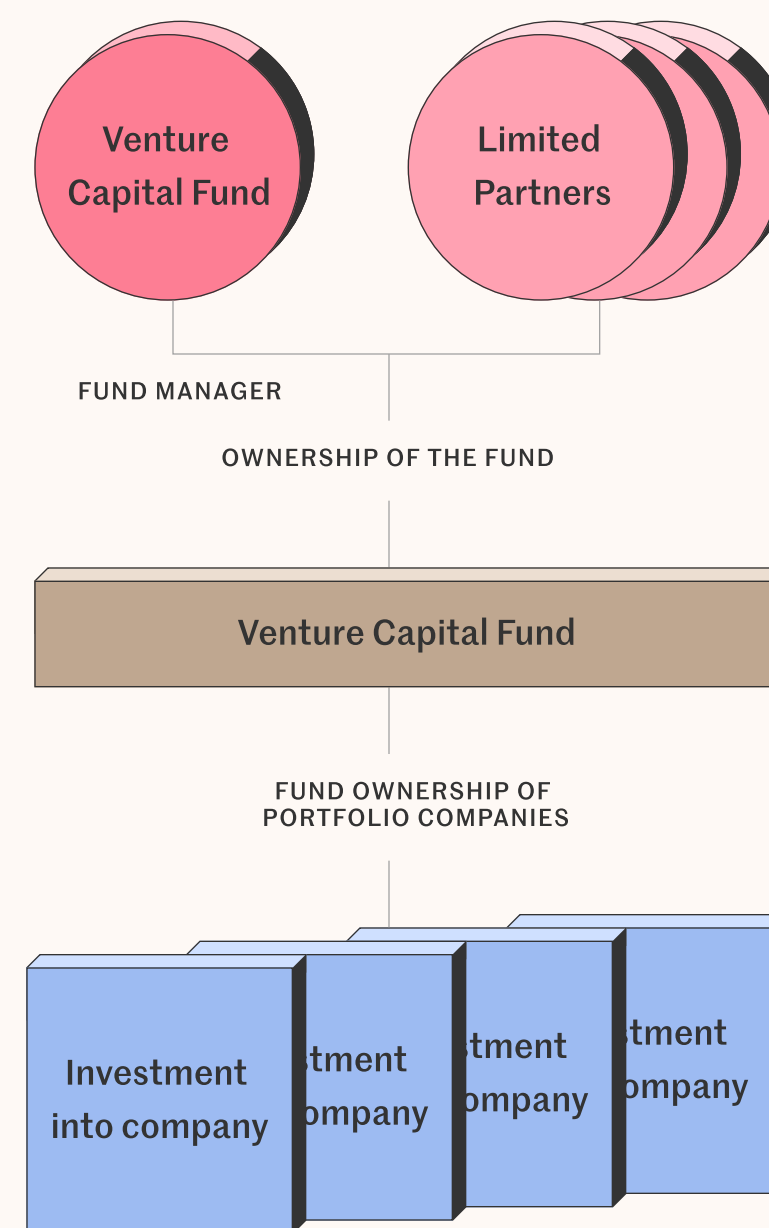 Venture
Capital Fund
Limited
Partners
FUND MANAGER
OWNERSHIP OF THE FUND
Venture Capital Fund
FUND OWNERSHIP OF
PORTFOLIO COMPANIES
Investment
into company
stment
ompany
stment
ompany
stment
ompany